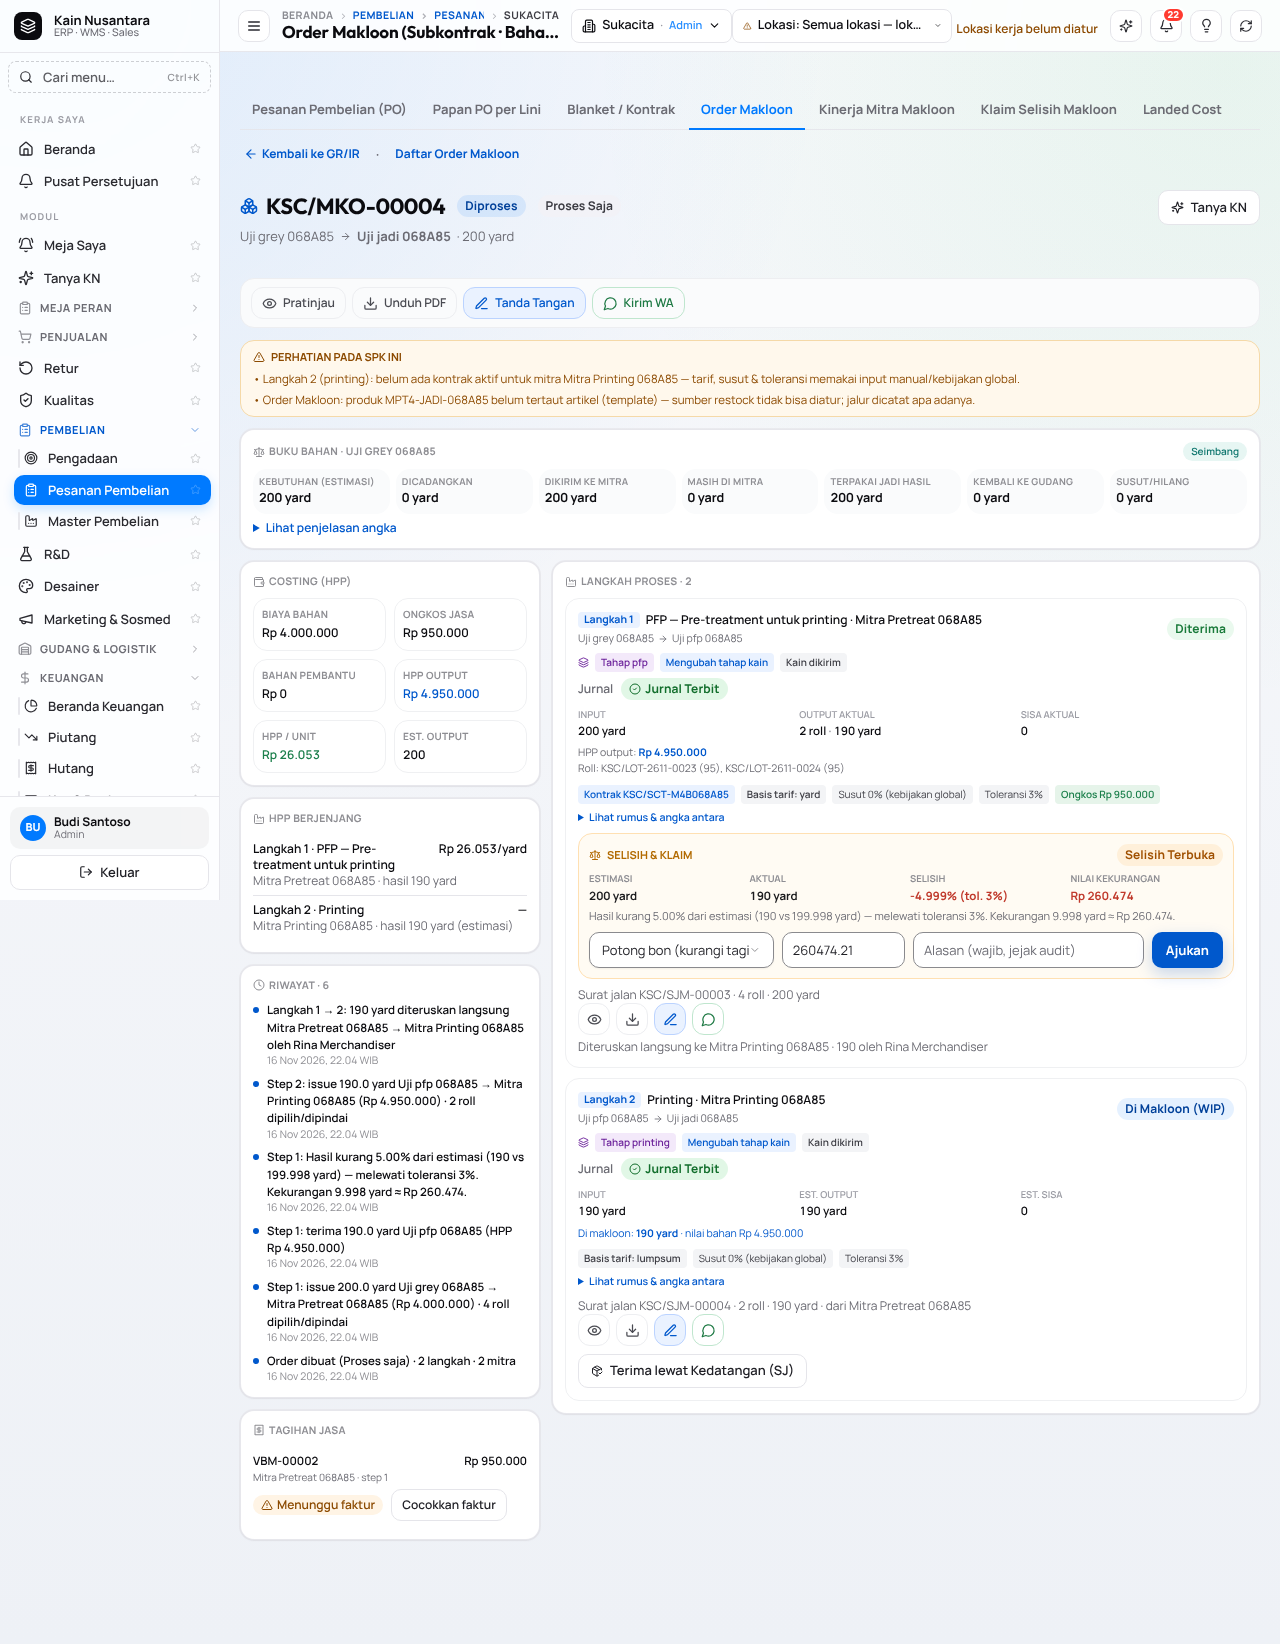 Kain Nusantara
ERP · WMS · Sales
Cari menu... Ctrl+K
KERJA SAYA
Beranda
Pusat Persetujuan
MODUL
Meja Saya
Tanya KN
MEJA PERAN
PENJUALAN
Retur
Kualitas
PEMBELIAN
Pengadaan
Pesanan Pembelian
Master Pembelian
R&D
Desainer
Marketing & Sosmed
GUDANG & LOGISTIK
KEUANGAN
Beranda Keuangan
Piutang
Hutang
BU Budi Santoso
Admin
Keluar
BERANDA > PEMBELIAN > PESANAN > SUKACITA
Order Makloon (Subkontrak · Baha...
Sukacita · Admin
Lokasi: Semua lokasi — lok...
Lokasi kerja belum diatur
22
Pesanan Pembelian (PO) Papan PO per Lini Blanket / Kontrak Order Makloon Kinerja Mitra Makloon Klaim Selisih Makloon Landed Cost
← Kembali ke GR/IR · Daftar Order Makloon
KSC/MKO-00004 Diproses Proses Saja
Tanya KN
Uji grey 068A85 → Uji jadi 068A85 · 200 yard
Pratinjau Unduh PDF Tanda Tangan Kirim WA
PERHATIAN PADA SPK INI
• Langkah 2 (printing): belum ada kontrak aktif untuk mitra Mitra Printing 068A85 — tarif, susut & toleransi memakai input manual/kebijakan global.
• Order Makloon: produk MPT4-JADI-068A85 belum tertaut artikel (template) — sumber restock tidak bisa diatur; jalur dicatat apa adanya.
BUKU BAHAN · UJI GREY 068A85 Seimbang
KEBUTUHAN (ESTIMASI) DICADANGKAN DIKIRIM KE MITRA MASIH DI MITRA TERPAKAI JADI HASIL KEMBALI KE GUDANG SUSUT/HILANG
200 yard 0 yard 200 yard 0 yard 200 yard 0 yard 0 yard
▶ Lihat penjelasan angka
COSTING (HPP)
BIAYA BAHAN ONGKOS JASA
Rp 4.000.000 Rp 950.000
BAHAN PEMBANTU HPP OUTPUT
Rp 0 Rp 4.950.000
HPP / UNIT EST. OUTPUT
Rp 26.053 200
HPP BERJENJANG
Langkah 1 · PFP — Pre-treatment untuk printing Rp 26.053/yard
Mitra Pretreat 068A85 · hasil 190 yard
Langkah 2 · Printing —
Mitra Printing 068A85 · hasil 190 yard (estimasi)
RIWAYAT · 6
Langkah 1 → 2: 190 yard diteruskan langsung
Mitra Pretreat 068A85 → Mitra Printing 068A85
oleh Rina Merchandiser
16 Nov 2026, 22.04 WIB
Step 2: issue 190.0 yard Uji pfp 068A85 → Mitra
Printing 068A85 (Rp 4.950.000) · 2 roll
dipilih/dipindai
16 Nov 2026, 22.04 WIB
Step 1: Hasil kurang 5.00% dari estimasi (190 vs
199.998 yard) — melewati toleransi 3%.
Kekurangan 9.998 yard ≈ Rp 260.474.
16 Nov 2026, 22.04 WIB
Step 1: terima 190.0 yard Uji pfp 068A85 (HPP
Rp 4.950.000)
16 Nov 2026, 22.04 WIB
Step 1: issue 200.0 yard Uji grey 068A85 →
Mitra Pretreat 068A85 (Rp 4.000.000) · 4 roll
dipilih/dipindai
16 Nov 2026, 22.04 WIB
Order dibuat (Proses saja) · 2 langkah · 2 mitra
16 Nov 2026, 22.04 WIB
TAGIHAN JASA
VBM-00002 Rp 950.000
Mitra Pretreat 068A85 · step 1
Menunggu faktur Cocokkan faktur
LANGKAH PROSES · 2
Langkah 1 PFP — Pre-treatment untuk printing · Mitra Pretreat 068A85
Diterima
Uji grey 068A85 → Uji pfp 068A85
Tahap pfp Mengubah tahap kain Kain dikirim
Jurnal Jurnal Terbit
INPUT OUTPUT AKTUAL SISA AKTUAL
200 yard 2 roll · 190 yard 0
HPP output: Rp 4.950.000
Roll: KSC/LOT-2611-0023 (95), KSC/LOT-2611-0024 (95)
Kontrak KSC/SCT-M4B068A85 Basis tarif: yard Susut 0% (kebijakan global) Toleransi 3% Ongkos Rp 950.000
▶ Lihat rumus & angka antara
SELISIH & KLAIM Selisih Terbuka
ESTIMASI AKTUAL SELISIH NILAI KEKURANGAN
200 yard 190 yard -4.999% (tol. 3%) Rp 260.474
Hasil kurang 5.00% dari estimasi (190 vs 199.998 yard) — melewati toleransi 3%. Kekurangan 9.998 yard ≈ Rp 260.474.
Potong bon (kurangi tagi 260474.21 Alasan (wajib, jejak audit) Ajukan
Surat jalan KSC/SJM-00003 · 4 roll · 200 yard
Diteruskan langsung ke Mitra Printing 068A85 · 190 oleh Rina Merchandiser
Langkah 2 Printing · Mitra Printing 068A85
Di Makloon (WIP)
Uji pfp 068A85 → Uji jadi 068A85
Tahap printing Mengubah tahap kain Kain dikirim
Jurnal Jurnal Terbit
INPUT EST. OUTPUT EST. SISA
190 yard 190 yard 0
Di makloon: 190 yard · nilai bahan Rp 4.950.000
Basis tarif: lumpsum Susut 0% (kebijakan global) Toleransi 3%
▶ Lihat rumus & angka antara
Surat jalan KSC/SJM-00004 · 2 roll · 190 yard · dari Mitra Pretreat 068A85
Terima lewat Kedatangan (SJ)